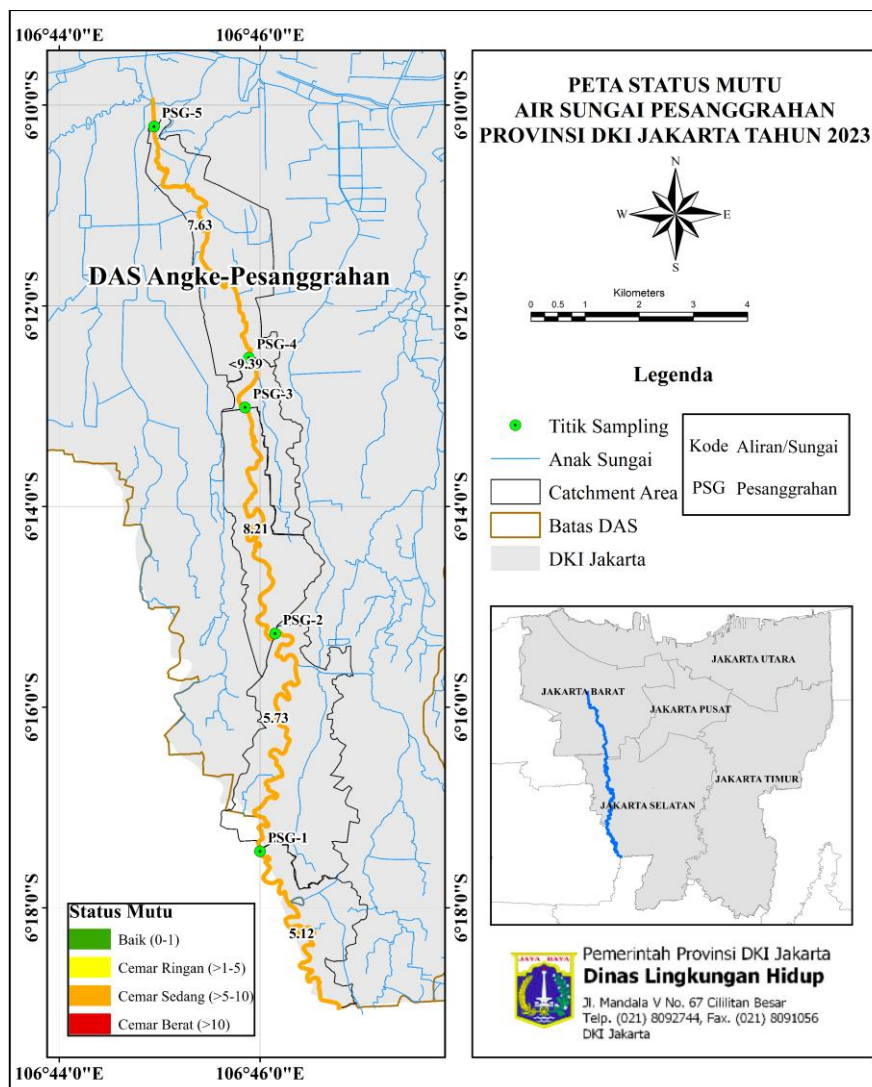 106°44'0"E
106°46'0"E
6°10'0"S
6°12'0"S
6°14'0"S
6°16'0"S
6°18'0"S
6°10'0"S
6°12'0"S
6°14'0"S
6°16'0"S
6°18'0"S
PSG-5
7.63
DAS Angke-Pesanggrahan
PSG-4
<9.39
PSG-3
8.21
PSG-2
5.73
PSG-1
5.12
Status Mutu
Baik (0-1)
Cemar Ringan (>1-5)
Cemar Sedang (>5-10)
Cemar Berat (>10)
106°44'0"E
106°46'0"E
PETA STATUS MUTU
AIR SUNGAI PESANGGRAHAN
PROVINSI DKI JAKARTA TAHUN 2023
N
W
E
S
Kilometers
0 0.5 1 2 3 4
Legenda
Titik Sampling
Anak Sungai
Catchment Area
Batas DAS
DKI Jakarta
Kode Aliran/Sungai
PSG Pesanggrahan
JAKARTA UTARA
JAKARTA BARAT
JAKARTA PUSAT
JAKARTA TIMUR
JAKARTA SELATAN
JAYA RAYA
Pemerintah Provinsi DKI Jakarta
Dinas Lingkungan Hidup
Jl. Mandala V No. 67 Cililitan Besar
Telp. (021) 8092744, Fax. (021) 8091056
DKI Jakarta